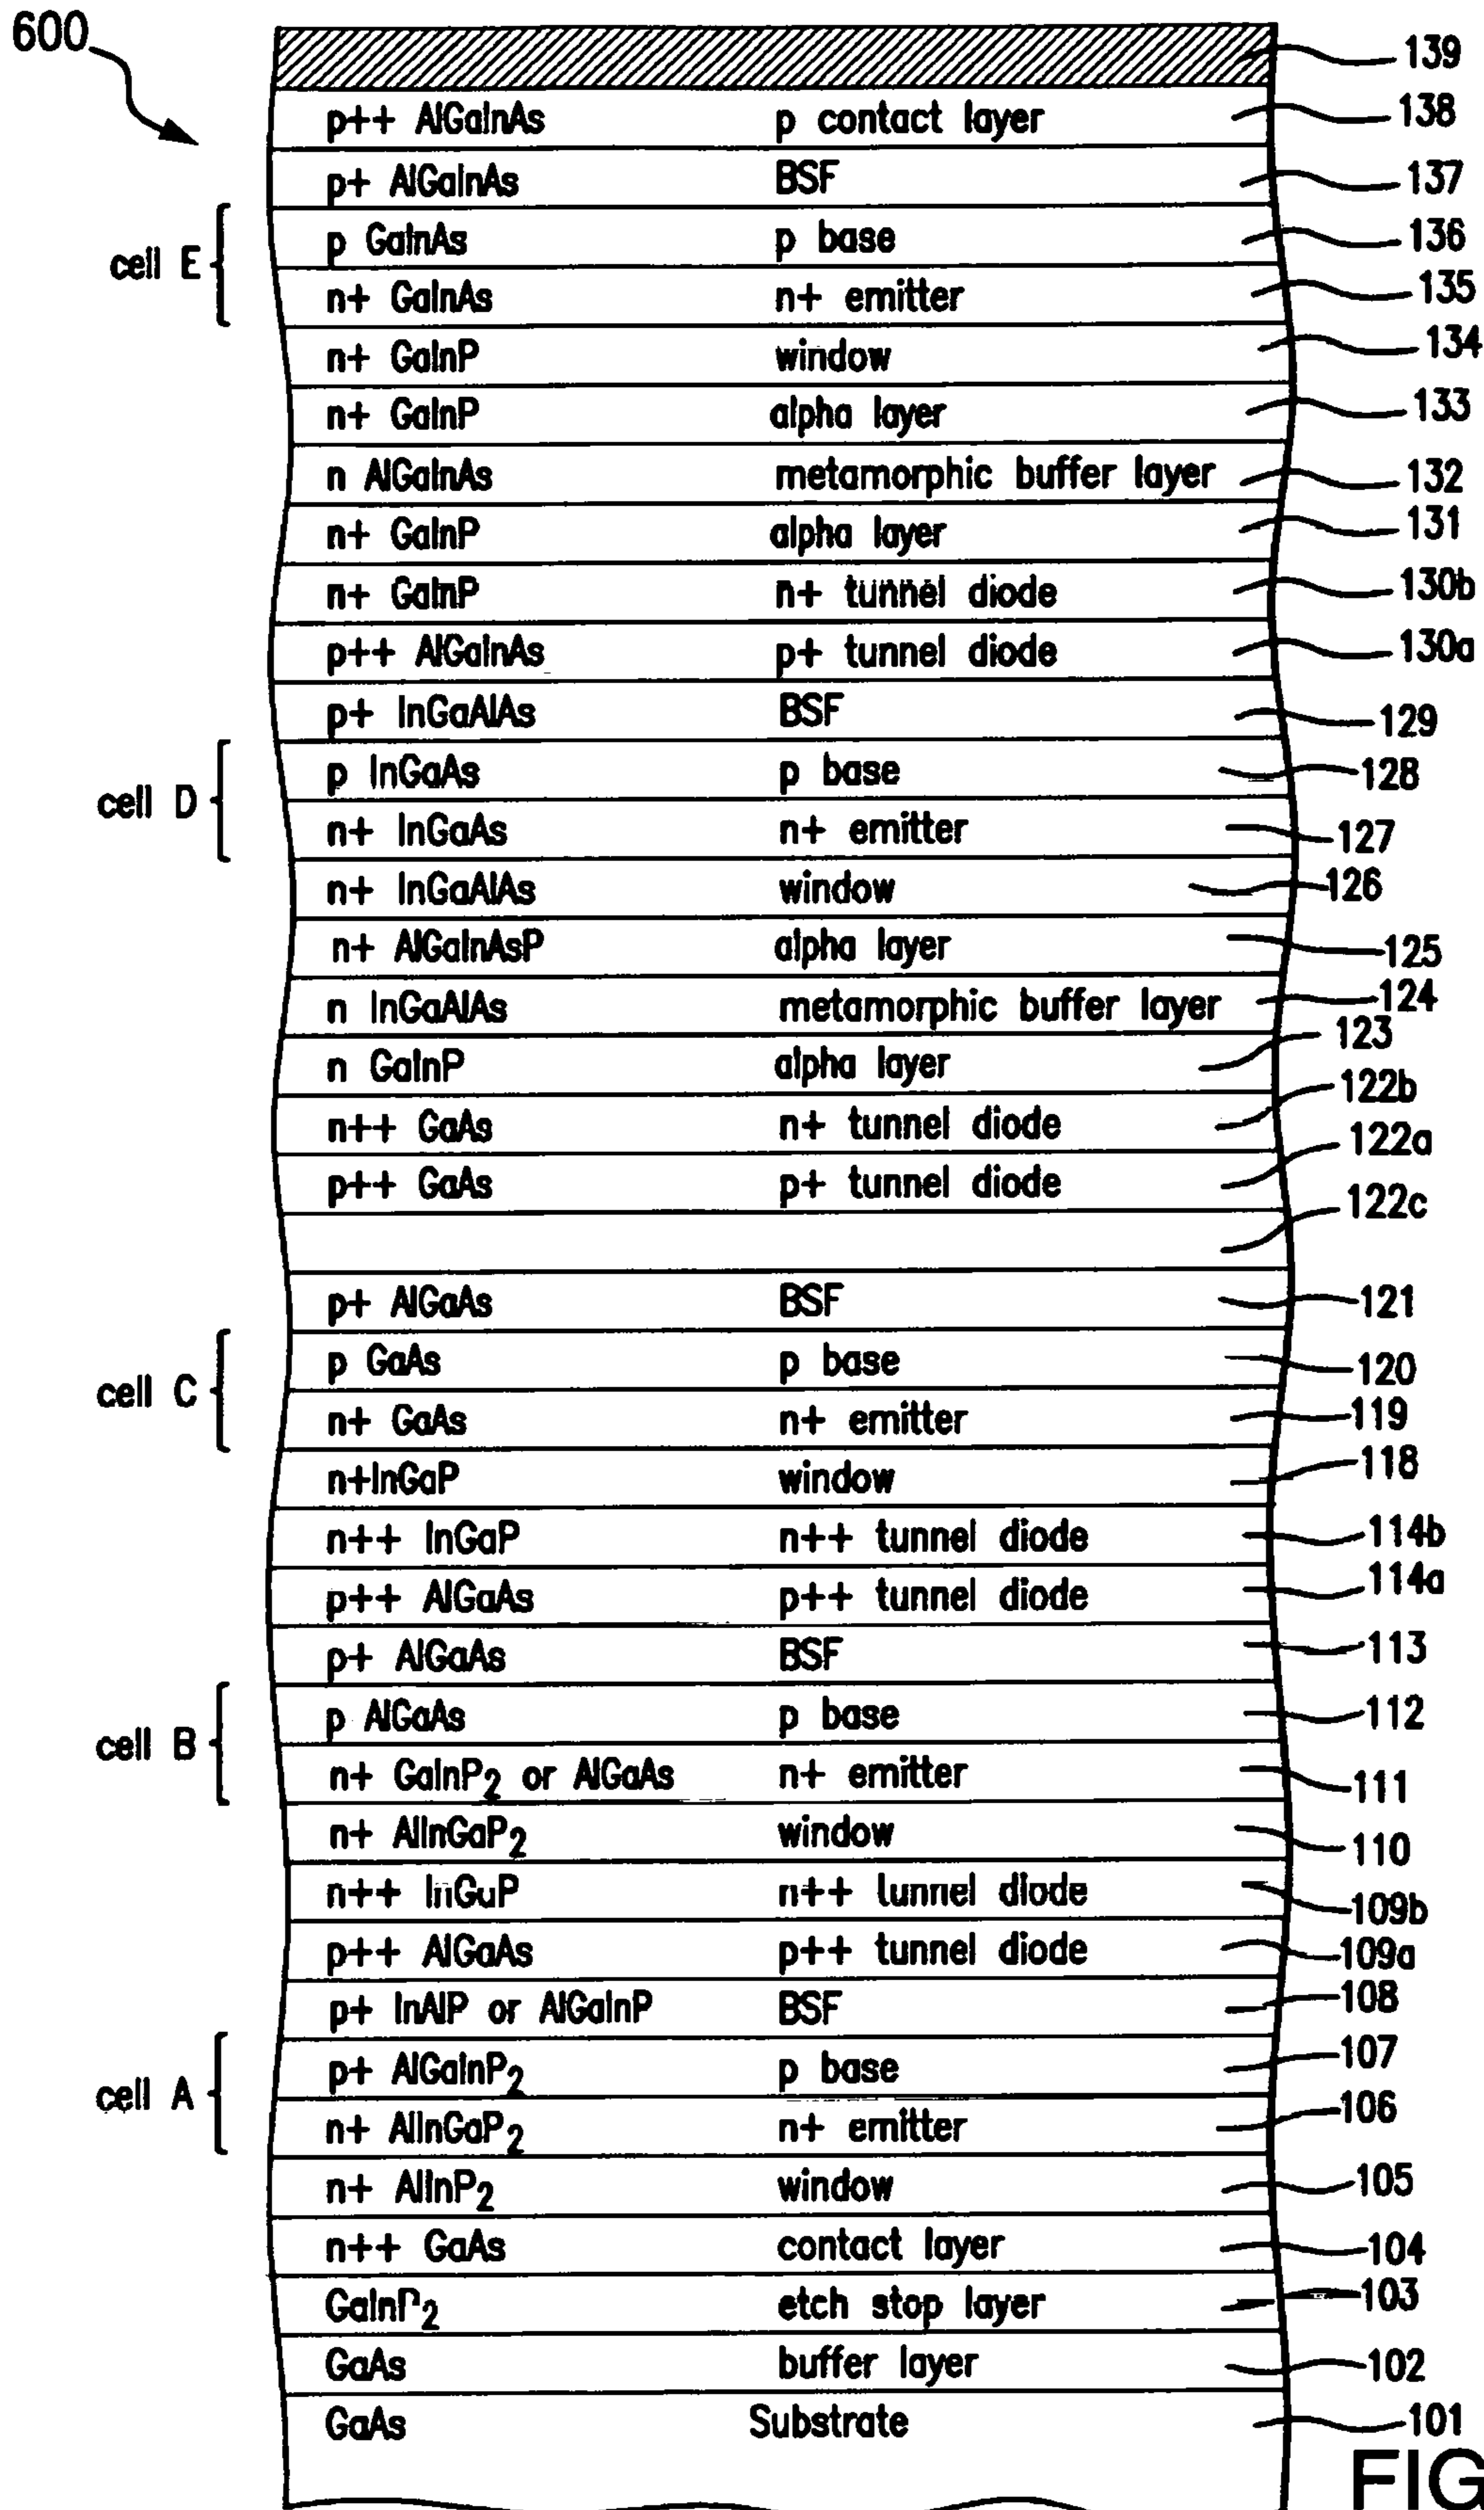 600
139
p++ AlGaInAs p contact layer 138
p+ AlGaInAs BSF 137
cell E
p GaInAs p base 136
n+ GaInAs n+ emitter 135
n+ GaInP window 134
n+ GaInP alpha layer 133
n AlGaInAs metamorphic buffer layer 132
n+ GaInP alpha layer 131
n+ GaInP n+ tunnel diode 130b
p++ AlGaInAs p+ tunnel diode 130a
p+ InGaAlAs BSF 129
cell D
p InGaAs p base 128
n+ InGaAs n+ emitter 127
n+ InGaAlAs window 126
n+ AlGaInAsP alpha layer 125
n InGaAlAs metamorphic buffer layer 124
n GaInP alpha layer 123
n++ GaAs n+ tunnel diode 122b
p++ GaAs p+ tunnel diode 122a
122c
p+ AlGaAs BSF 121
cell C
p GaAs p base 120
n+ GaAs n+ emitter 119
n+InGaP window 118
n++ InGaP n++ tunnel diode 114b
p++ AlGaAs p++ tunnel diode 114a
p+ AlGaAs BSF 113
cell B
p AlGaAs p base 112
n+ GaInP2 or AlGaAs n+ emitter 111
n+ AlInGaP2 window 110
n++ InGaP n++ tunnel diode 109b
p++ AlGaAs p++ tunnel diode 109a
p+ InAlP or AlGaInP BSF 108
cell A
p+ AlGaInP2 p base 107
n+ AlInGaP2 n+ emitter 106
n+ AlInP2 window 105
n++ GaAs contact layer 104
GaInP2 etch stop layer 103
GaAs buffer layer 102
GaAs Substrate 101
FIG